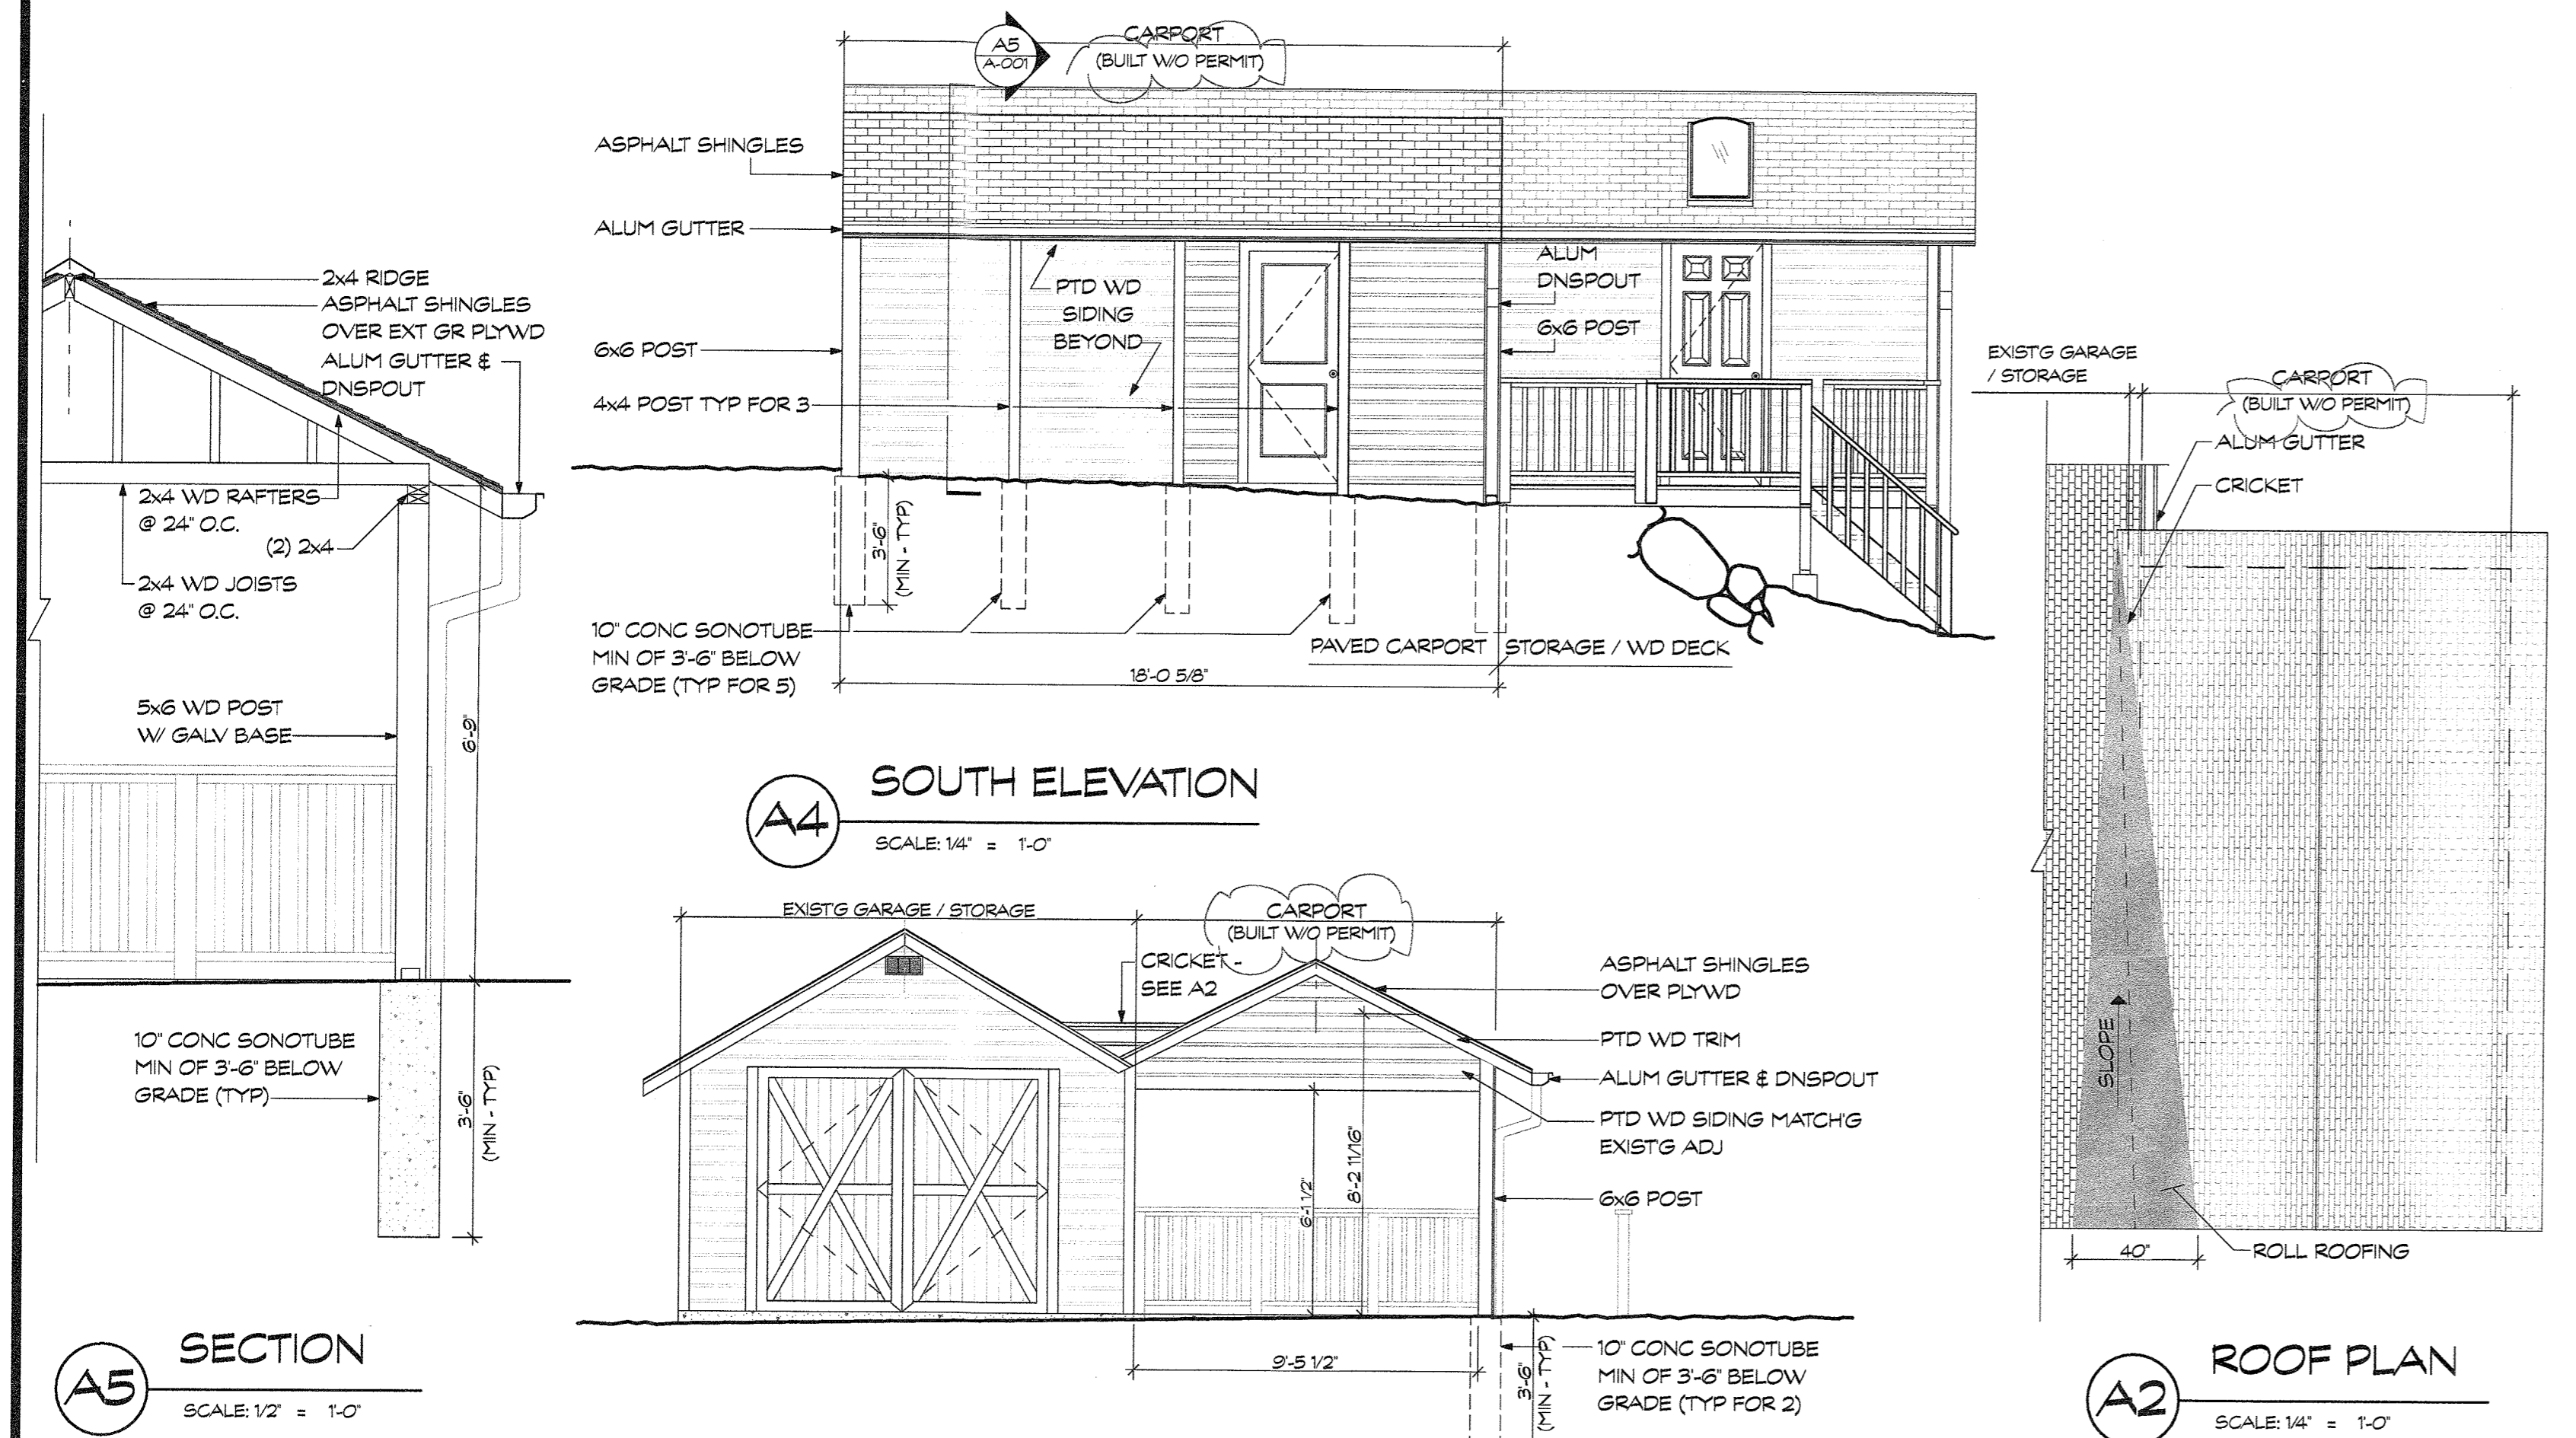 2x4 RIDGE
ASPHALT SHINGLES
OVER EXT GR PLYWD
ALUM GUTTER &
DNSPOUT
2x4 WD RAFTERS
@ 24" O.C.
(2) 2x4
2x4 WD JOISTS
@ 24" O.C.
5x6 WD POST
W/ GALV BASE
6'-9"
10" CONC SONOTUBE
MIN OF 3'-6" BELOW
GRADE (TYP)
3'-6"
(MIN - TYP)
A5
SECTION
SCALE: 1/2" = 1'-0"
A5
A-001
CARPORT
(BUILT W/O PERMIT)
ASPHALT SHINGLES
ALUM GUTTER
PTD WD
SIDING
BEYOND
ALUM
DNSPOUT
6x6 POST
6x6 POST
4x4 POST TYP FOR 3
3'-6"
(MIN - TYP)
10" CONC SONOTUBE
MIN OF 3'-6" BELOW
GRADE (TYP FOR 5)
PAVED CARPORT
STORAGE / WD DECK
18'-0 5/8"
A4
SOUTH ELEVATION
SCALE: 1/4" = 1'-0"
EXIST'G GARAGE / STORAGE
CARPORT
(BUILT W/O PERMIT)
CRICKET -
SEE A2
ASPHALT SHINGLES
OVER PLYWD
PTD WD TRIM
ALUM GUTTER & DNSPOUT
PTD WD SIDING MATCH'G
EXIST'G ADJ
6x6 POST
6-1 1/2"
8'-2 11/16"
9'-5 1/2"
3'-6"
(MIN - TYP)
10" CONC SONOTUBE
MIN OF 3'-6" BELOW
GRADE (TYP FOR 2)
EXIST'G GARAGE
/ STORAGE
CARPORT
(BUILT W/O PERMIT)
ALUM GUTTER
CRICKET
SLOPE
40"
ROLL ROOFING
A2
ROOF PLAN
SCALE: 1/4" = 1'-0"